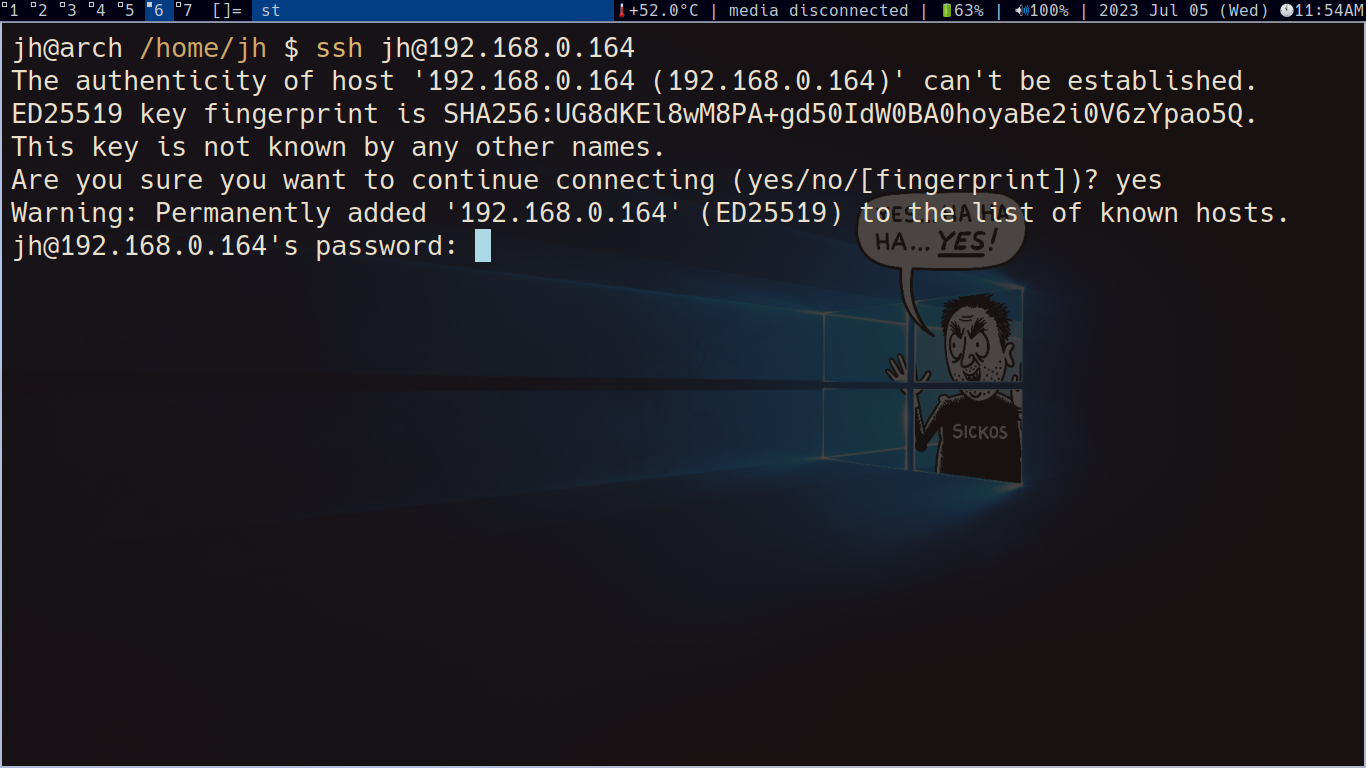 1 2 3 4 5 6 7 []= st +52.0°C | media disconnected | 63% | 100% | 2023 Jul 05 (Wed) 11:54AM
jh@arch /home/jh $ ssh jh@192.168.0.164
The authenticity of host '192.168.0.164 (192.168.0.164)' can't be established.
ED25519 key fingerprint is SHA256:UG8dKEl8wM8PA+gd50IdW0BA0hoyaBe2i0V6zYpao5Q.
This key is not known by any other names.
Are you sure you want to continue connecting (yes/no/[fingerprint])? yes
Warning: Permanently added '192.168.0.164' (ED25519) to the list of known hosts.
jh@192.168.0.164's password:
HA... YES!
SICKOS